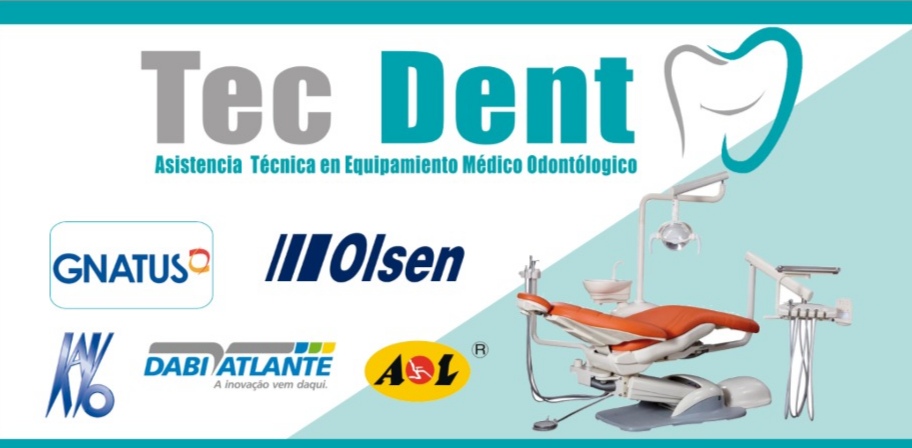 Tec Dent
Asistencia Técnica en Equipamiento Médico Odontólogico
GNATUS
Olsen
KAVO
DABI ATLANTE
A inovação vem daqui.
AOL ®